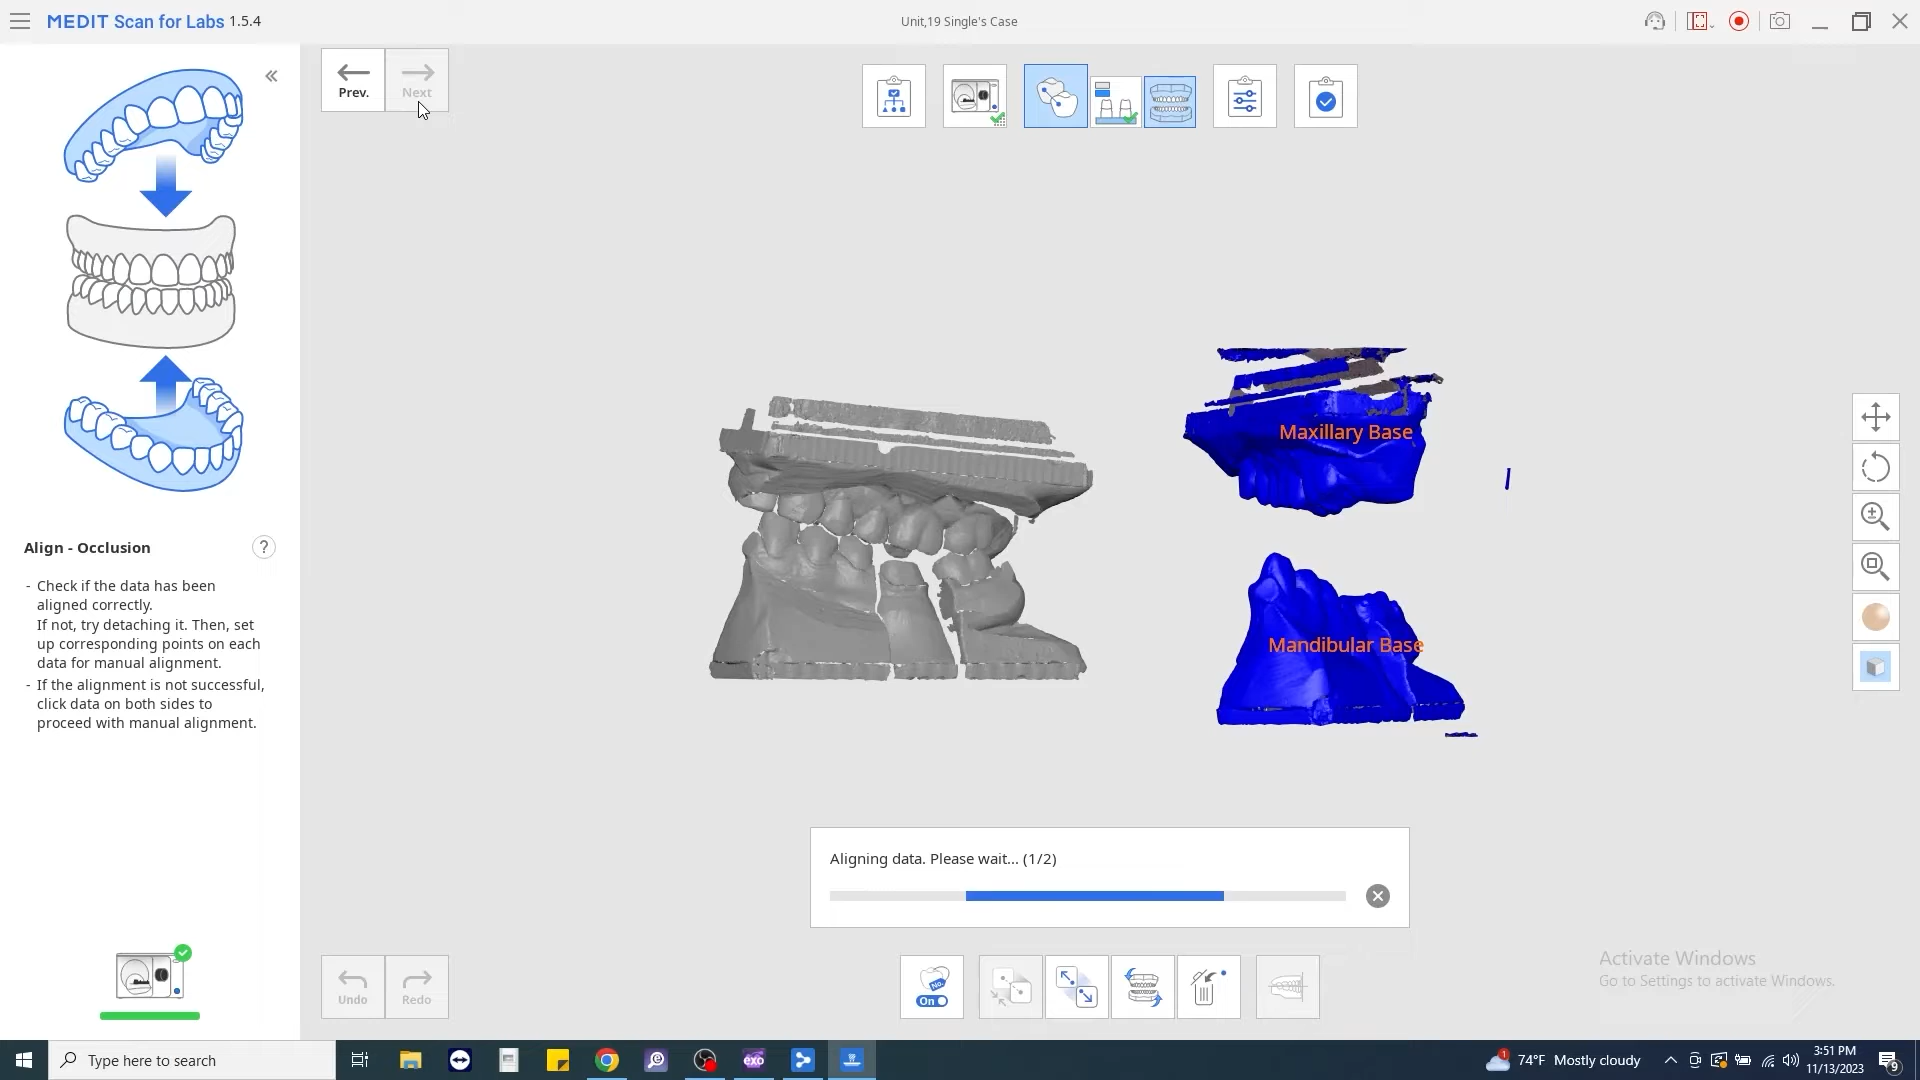 MEDIT Scan for Labs 1.5.4
Unit,19 Single's Case
Prev.
Next
Maxillary Base
Mandibular Base
Align - Occlusion
?
- Check if the data has been
aligned correctly.
If not, try detaching it. Then, set
up corresponding points on each
data for manual alignment.
- If the alignment is not successful,
click data on both sides to
proceed with manual alignment.
Aligning data. Please wait... (1/2)
Undo
Redo
No.
On
Activate Windows
Go to Settings to activate Windows.
Type here to search
exo
1
74°F Mostly cloudy
3:51 PM
11/13/2023
9